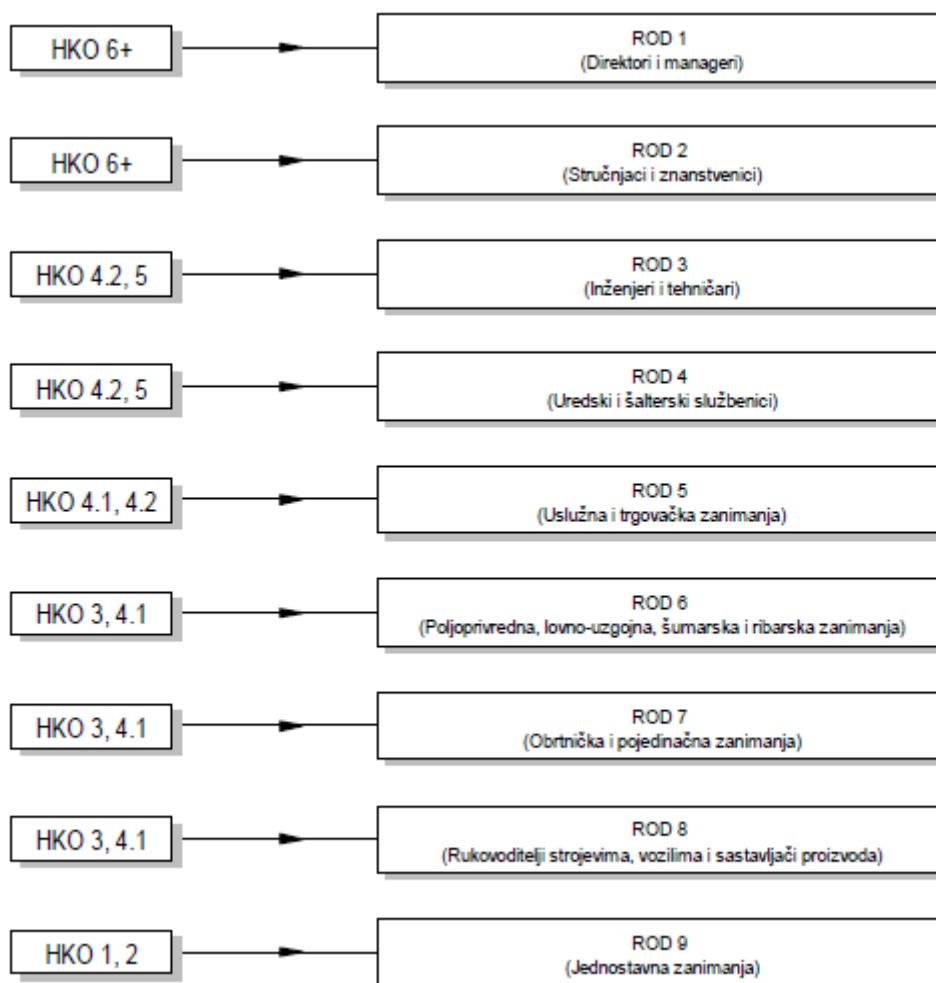 HKO 6+
ROD 1
(Direktori i manageri)
HKO 6+
ROD 2
(Stručnjaci i znanstvenici)
HKO 4.2, 5
ROD 3
(Inženjeri i tehničari)
HKO 4.2, 5
ROD 4
(Uredski i šalterski službenici)
HKO 4.1, 4.2
ROD 5
(Uslužna i trgovačka zanimanja)
HKO 3, 4.1
ROD 6
(Poljoprivredna, lovno-uzgojna, šumarska i ribarska zanimanja)
HKO 3, 4.1
ROD 7
(Obrtnička i pojedinačna zanimanja)
HKO 3, 4.1
ROD 8
(Rukovoditelji strojevima, vozilima i sastavljači proizvoda)
HKO 1, 2
ROD 9
(Jednostavna zanimanja)